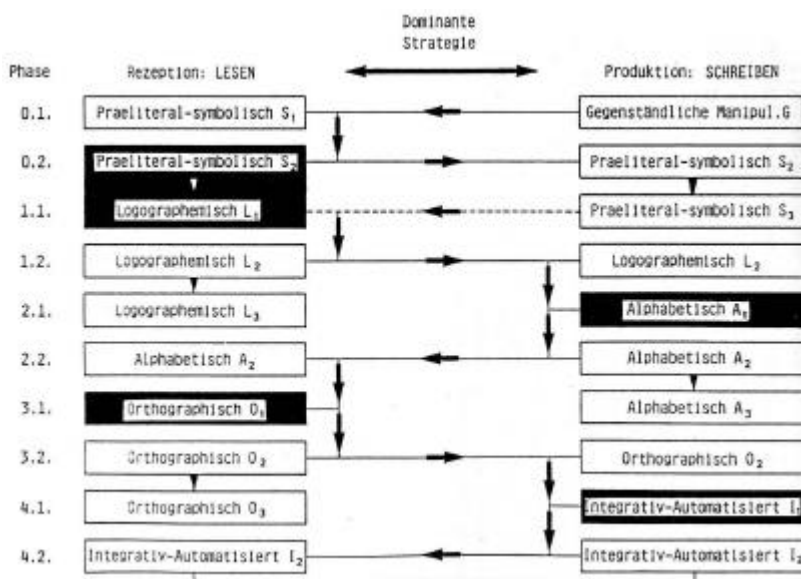 Dominante
Strategie
Phase Rezeption: LESEN Produktion: SCHREIBEN
0.1. Praeliteral-symbolisch S₁ Gegenständliche Manipul.G
0.2. Praeliteral-symbolisch S₂ Praeliteral-symbolisch S₂
1.1. Logographemisch L₁ Praeliteral-symbolisch S₃
1.2. Logographemisch L₂ Logographemisch L₂
2.1. Logographemisch L₃ Alphabetisch A₁
2.2. Alphabetisch A₂ Alphabetisch A₂
3.1. Orthographisch O₁ Alphabetisch A₃
3.2. Orthographisch O₂ Orthographisch O₂
4.1. Orthographisch O₃ Integrativ-Automatisiert I₁
4.2. Integrativ-Automatisiert I₂ Integrativ-Automatisiert I₂